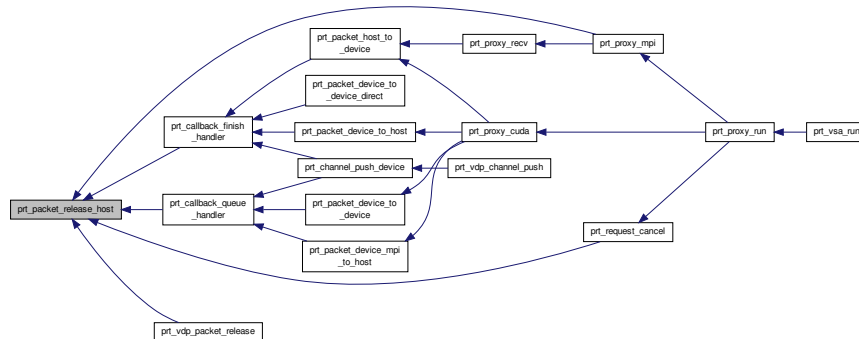 prt_packet_host_to
_device
prt_proxy_recv
prt_proxy_mpi
prt_packet_device_to
_device_direct
prt_callback_finish
_handler
prt_packet_device_to_host
prt_proxy_cuda
prt_proxy_run
prt_vsa_run
prt_channel_push_device
prt_vdp_channel_push
prt_packet_release_host
prt_callback_queue
_handler
prt_packet_device_to
_device
prt_request_cancel
prt_packet_device_mpi
_to_host
prt_vdp_packet_release